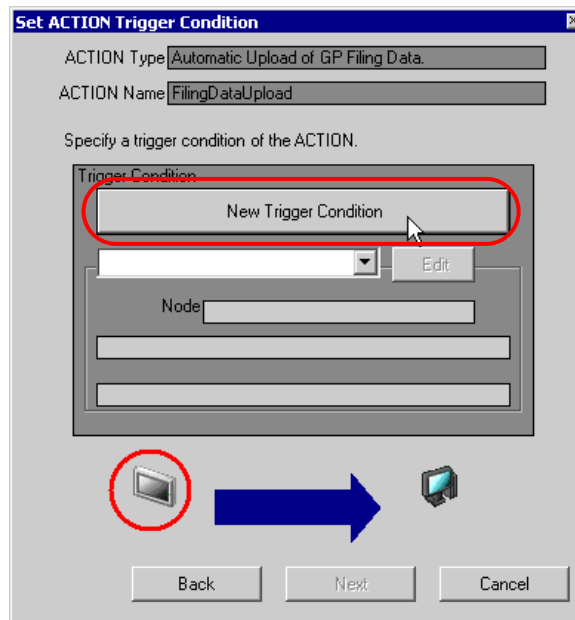 Set ACTION Trigger Condition
ACTION Type Automatic Upload of GP Filing Data.
ACTION Name FilingDataUpload
Specify a trigger condition of the ACTION.
Trigger Condition
New Trigger Condition
Edit
Node
Back Next Cancel